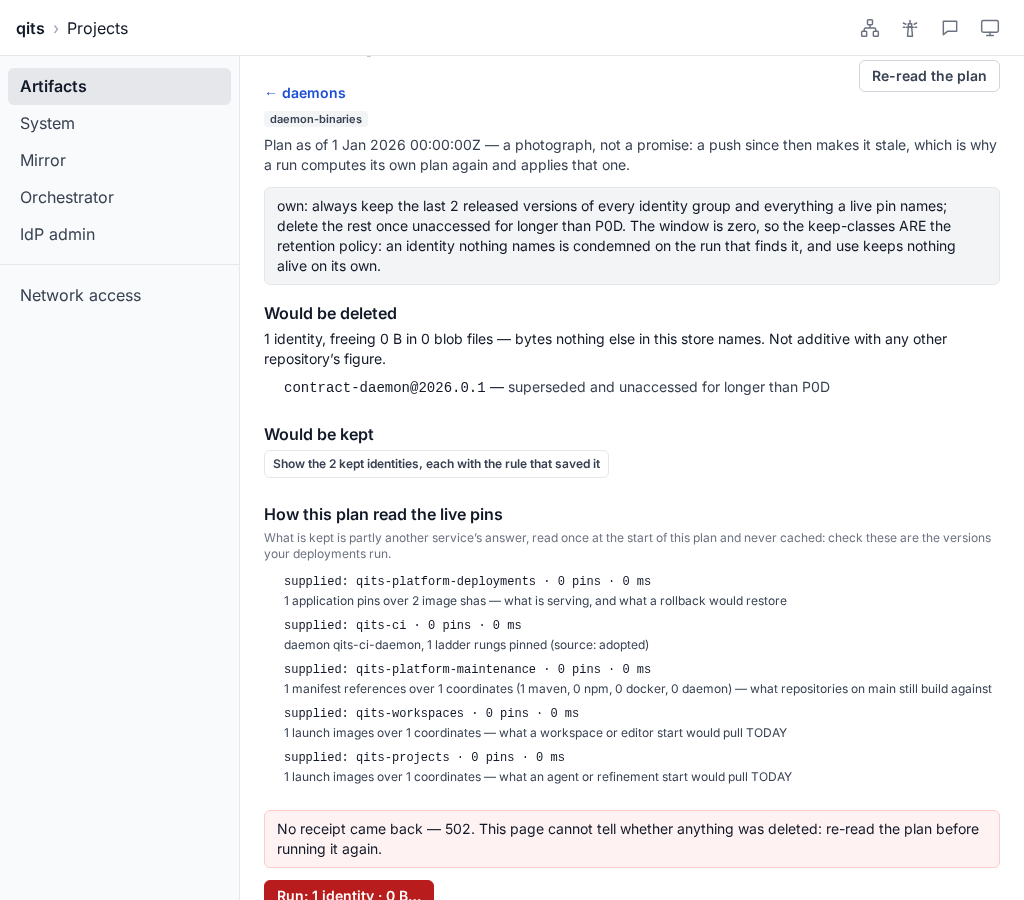 qits › Projects
Artifacts
System
Mirror
Orchestrator
IdP admin
Network access
Re-read the plan
← daemons
daemon-binaries
Plan as of 1 Jan 2026 00:00:00Z — a photograph, not a promise: a push since then makes it stale, which is why
a run computes its own plan again and applies that one.
own: always keep the last 2 released versions of every identity group and everything a live pin names;
delete the rest once unaccessed for longer than P0D. The window is zero, so the keep-classes ARE the
retention policy: an identity nothing names is condemned on the run that finds it, and use keeps nothing
alive on its own.
Would be deleted
1 identity, freeing 0 B in 0 blob files — bytes nothing else in this store names. Not additive with any other
repository’s figure.
contract-daemon@2026.0.1 — superseded and unaccessed for longer than P0D
Would be kept
Show the 2 kept identities, each with the rule that saved it
How this plan read the live pins
What is kept is partly another service’s answer, read once at the start of this plan and never cached: check these are the versions
your deployments run.
supplied: qits-platform-deployments · 0 pins · 0 ms
1 application pins over 2 image shas — what is serving, and what a rollback would restore
supplied: qits-ci · 0 pins · 0 ms
daemon qits-ci-daemon, 1 ladder rungs pinned (source: adopted)
supplied: qits-platform-maintenance · 0 pins · 0 ms
1 manifest references over 1 coordinates (1 maven, 0 npm, 0 docker, 0 daemon) — what repositories on main still build against
supplied: qits-workspaces · 0 pins · 0 ms
1 launch images over 1 coordinates — what a workspace or editor start would pull TODAY
supplied: qits-projects · 0 pins · 0 ms
1 launch images over 1 coordinates — what an agent or refinement start would pull TODAY
No receipt came back — 502. This page cannot tell whether anything was deleted: re-read the plan before
running it again.
Run: 1 identity · 0 B…